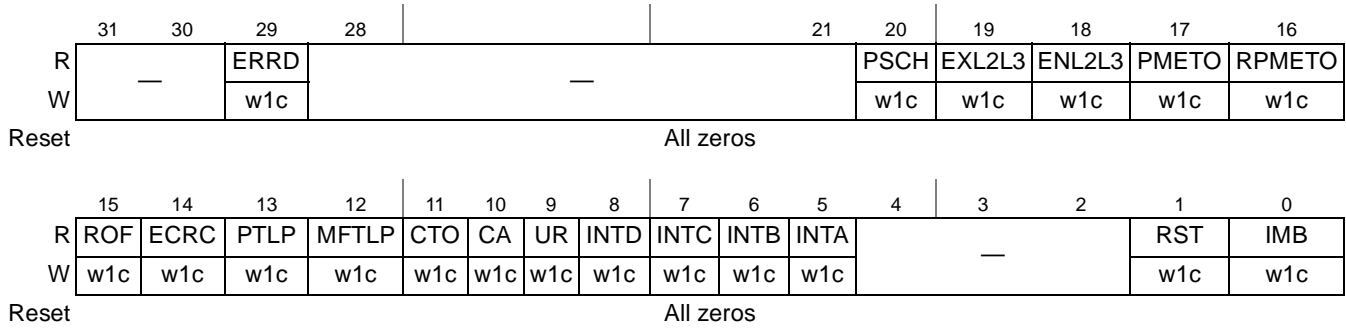 31 30 29 28 21 20 19 18 17 16
R — ERRD — PSCH EXL2L3 ENL2L3 PMETO RPMETO
W w1c w1c w1c w1c w1c w1c
Reset All zeros
15 14 13 12 11 10 9 8 7 6 5 4 3 2 1 0
R ROF ECRC PTLP MFTLP CTO CA UR INTD INTC INTB INTA — RST IMB
W w1c w1c w1c w1c w1c w1c w1c w1c w1c w1c w1c w1c w1c
Reset All zeros